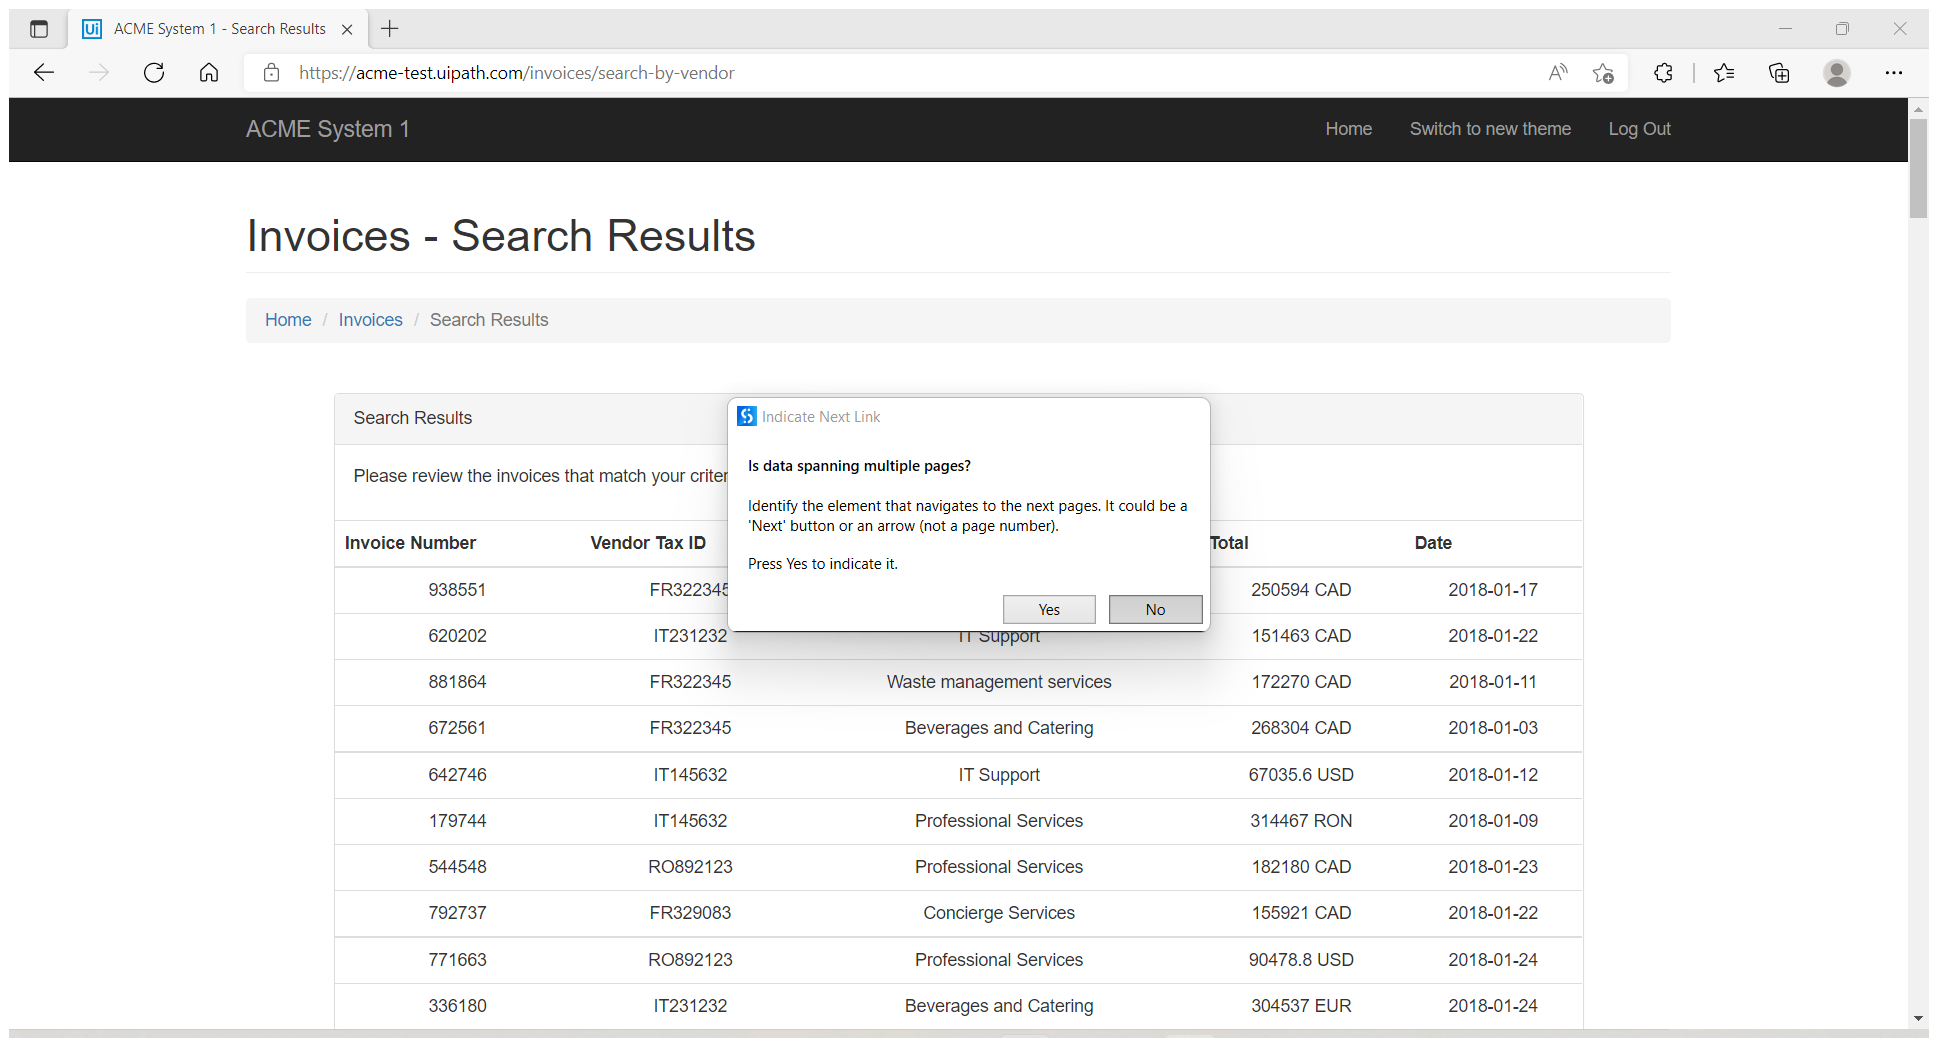 ACME System 1 - Search Results
https://acme-test.uipath.com/invoices/search-by-vendor
ACME System 1 Home Switch to new theme Log Out
Invoices - Search Results
Home / Invoices / Search Results
Search Results
Please review the invoices that match your criter
Indicate Next Link
Is data spanning multiple pages?
Identify the element that navigates to the next pages. It could be a
'Next' button or an arrow (not a page number).
Press Yes to indicate it.
Yes No
Invoice Number Vendor Tax ID Total Date
938551 FR322345 250594 CAD 2018-01-17
620202 IT231232 IT Support 151463 CAD 2018-01-22
881864 FR322345 Waste management services 172270 CAD 2018-01-11
672561 FR322345 Beverages and Catering 268304 CAD 2018-01-03
642746 IT145632 IT Support 67035.6 USD 2018-01-12
179744 IT145632 Professional Services 314467 RON 2018-01-09
544548 RO892123 Professional Services 182180 CAD 2018-01-23
792737 FR329083 Concierge Services 155921 CAD 2018-01-22
771663 RO892123 Professional Services 90478.8 USD 2018-01-24
336180 IT231232 Beverages and Catering 304537 EUR 2018-01-24